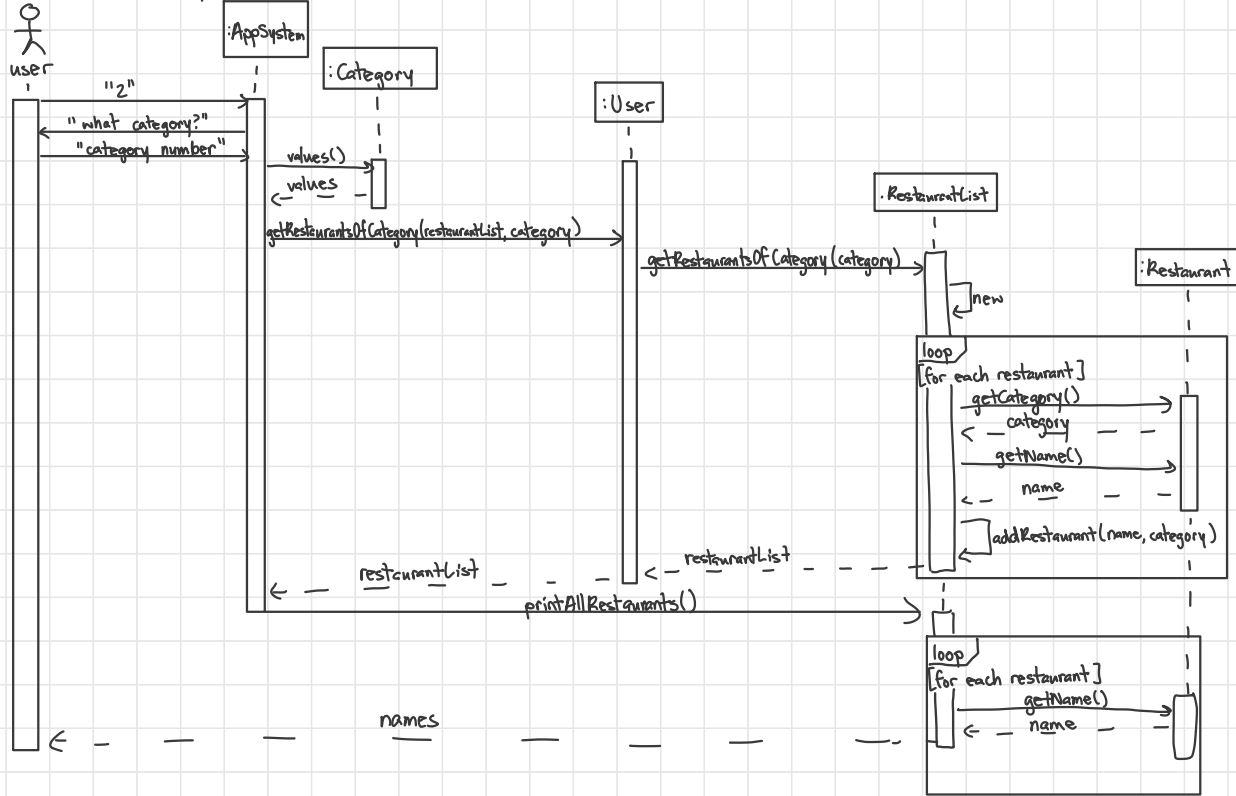 user
:AppSystem
:Category
:User
:RestaurantList
:Restaurant
"2"
"what category?"
"category number"
values()
values
getRestaurantsOfCategory(restaurantList, category)
getRestaurantsOfCategory(category)
new
loop
[for each restaurant]
getCategory()
category
getName()
name
addRestaurant(name, category)
restaurantList
restaurantList
printAllRestaurants()
loop
[for each restaurant]
getName()
name
names